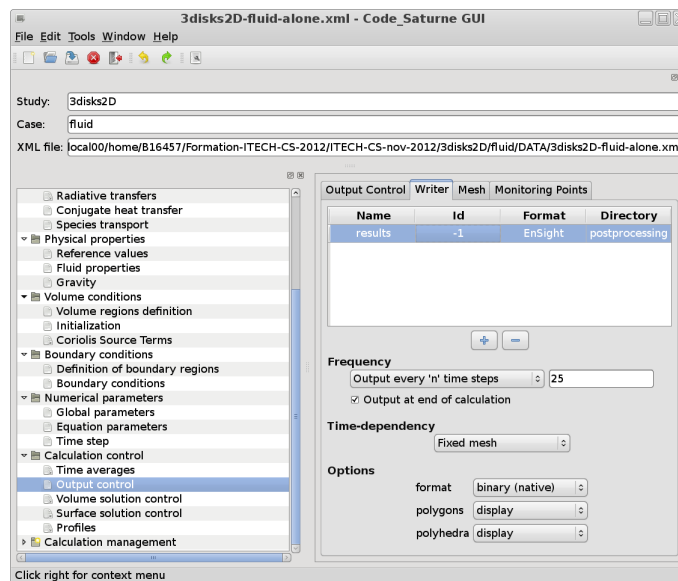 3disks2D-fluid-alone.xml - Code_Saturne GUI
File Edit Tools Window Help
Study: 3disks2D
Case: fluid
XML file: local00/home/B16457/Formation-ITECH-CS-2012/ITECH-CS-nov-2012/3disks2D/fluid/DATA/3disks2D-fluid-alone.xm
Radiative transfers
Conjugate heat transfer
Species transport
Physical properties
Reference values
Fluid properties
Gravity
Volume conditions
Volume regions definition
Initialization
Coriolis Source Terms
Boundary conditions
Definition of boundary regions
Boundary conditions
Numerical parameters
Global parameters
Equation parameters
Time step
Calculation control
Time averages
Output control
Volume solution control
Surface solution control
Profiles
Calculation management
Output Control Writer Mesh Monitoring Points
Name Id Format Directory
results -1 EnSight postprocessing
Frequency
Output every 'n' time steps 25
Output at end of calculation
Time-dependency
Fixed mesh
Options
format binary (native)
polygons display
polyhedra display
Click right for context menu